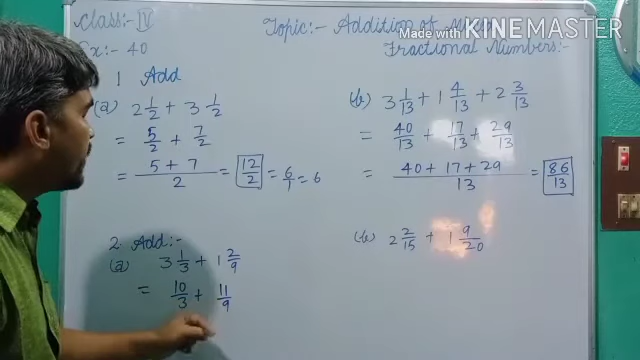 Class:- IV
Topic:- Addition of
Made with KINEMASTER
Ex:- 40
Fractional Numbers:-
1 Add
(a) 2 1/2 + 3 1/2
= 5/2 + 7/2
= 5 + 7 / 2 = 12/2 = 6/1 = 6
(b) 3 1/13 + 1 4/13 + 2 3/13
= 40/13 + 17/13 + 29/13
= 40 + 17 + 29 / 13 = 86/13
2. Add:-
(a) 3 1/3 + 1 2/9
= 10/3 + 11/9
(b) 2 2/15 + 1 9/20